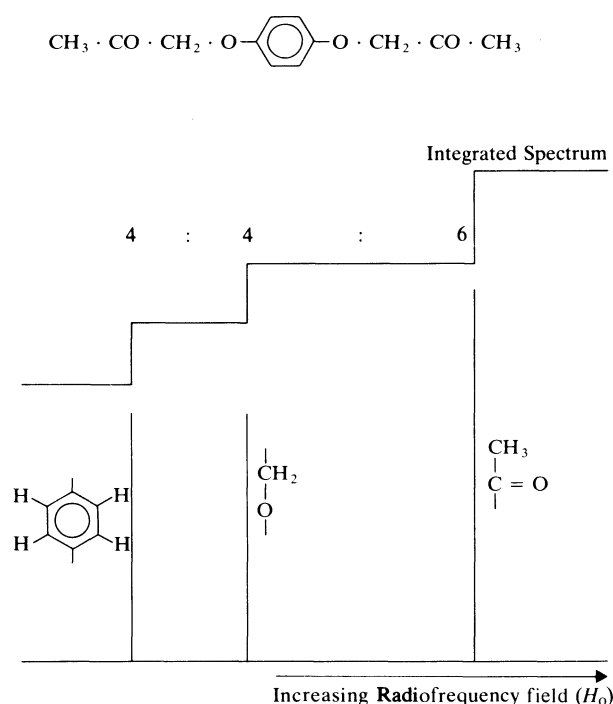 CH₃ · CO · CH₂ · O O · CH₂ · CO · CH₃
Integrated Spectrum
4 : 4 : 6
CH₃
CH₂ C = O
H H
O
H H
Increasing Radiofrequency field (H₀)